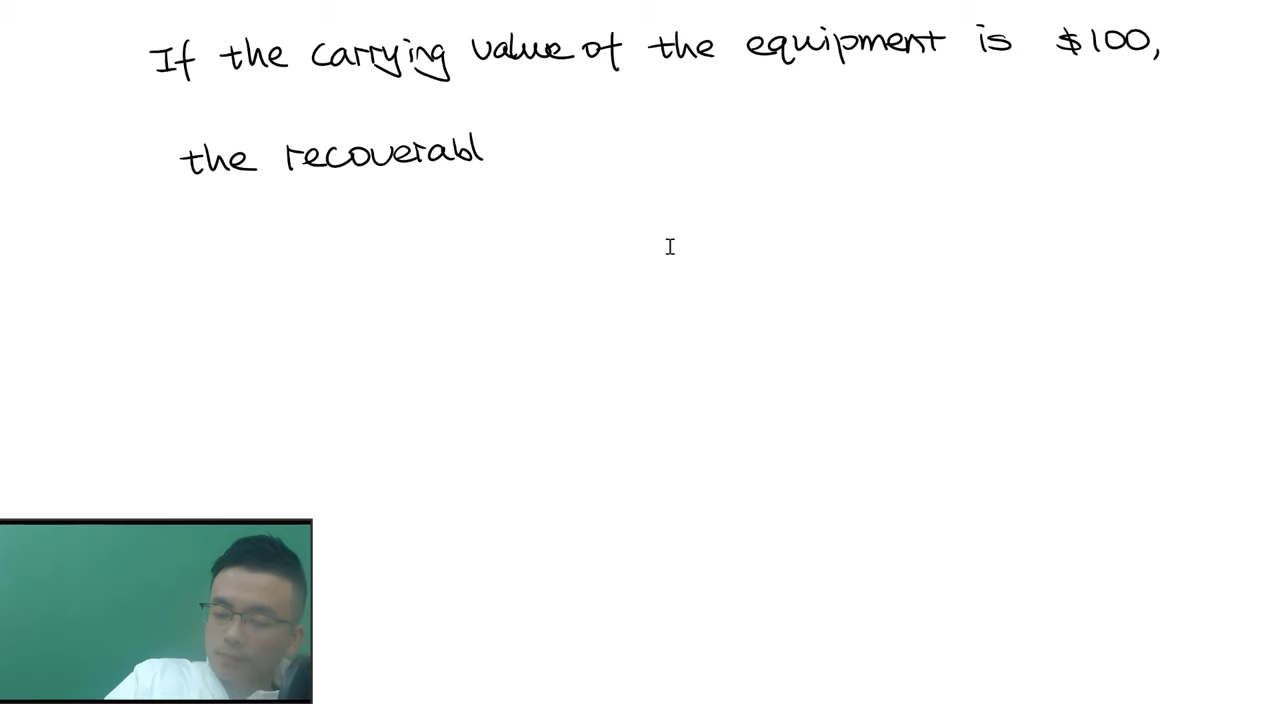 If the carrying value of the equipment is $100,
the recoverabl